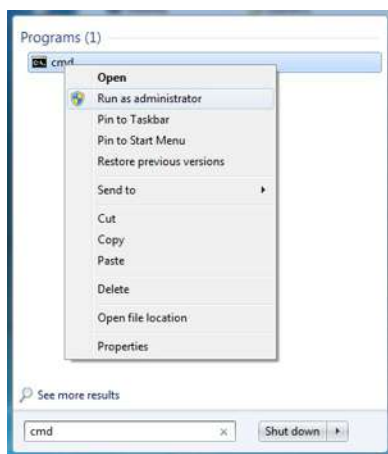 Programs (1)
cmd
Open
Run as administrator
Pin to Taskbar
Pin to Start Menu
Restore previous versions
Send to
Cut
Copy
Paste
Delete
Open file location
Properties
See more results
cmd
Shut down